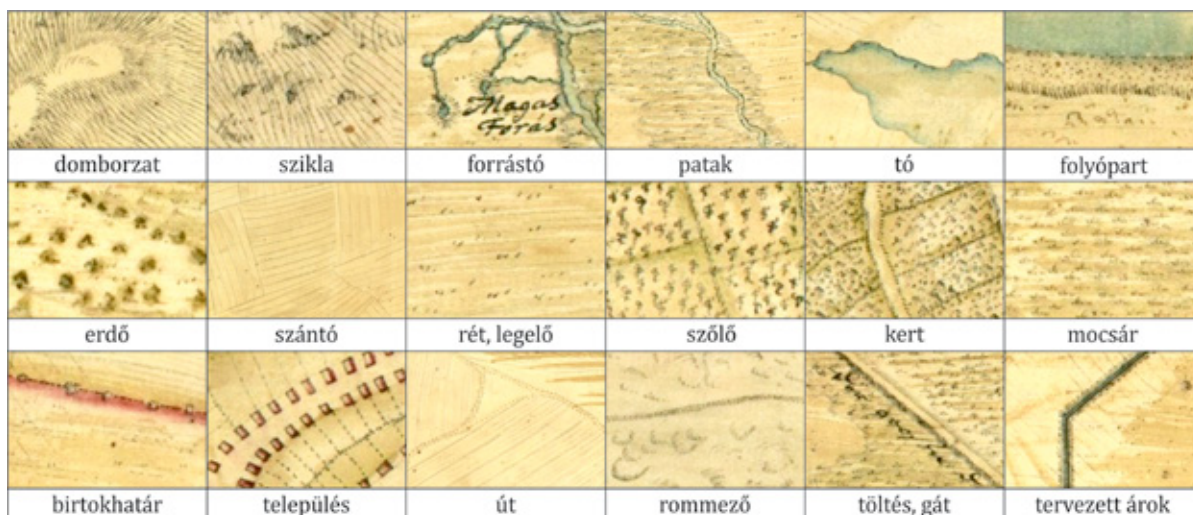 Magas
Forás
domborzat
szikla
forrástó
patak
tó
folyópart
erdő
szántó
rét, legelő
szőlő
kert
mocsár
birtokhatár
település
út
rommező
töltés, gát
tervezett árok